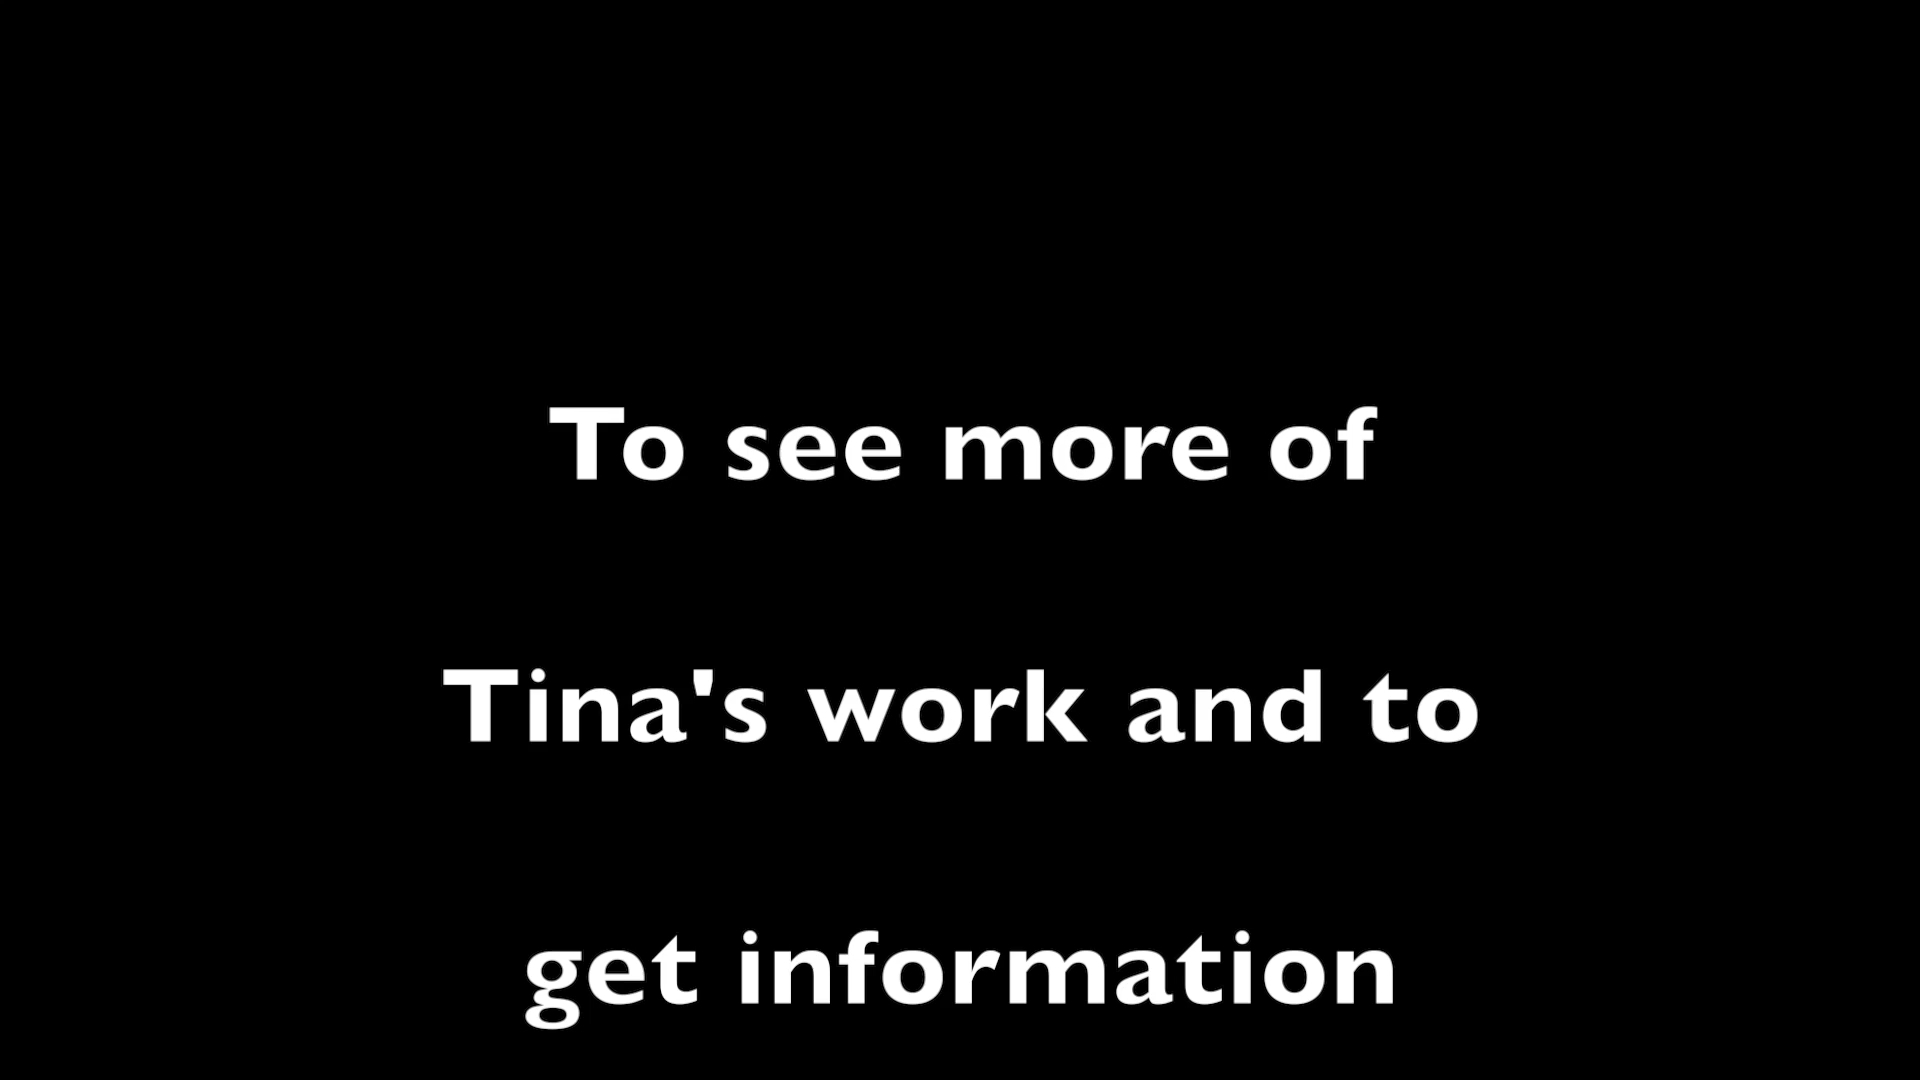 To see more of
Tina's work and to
get information